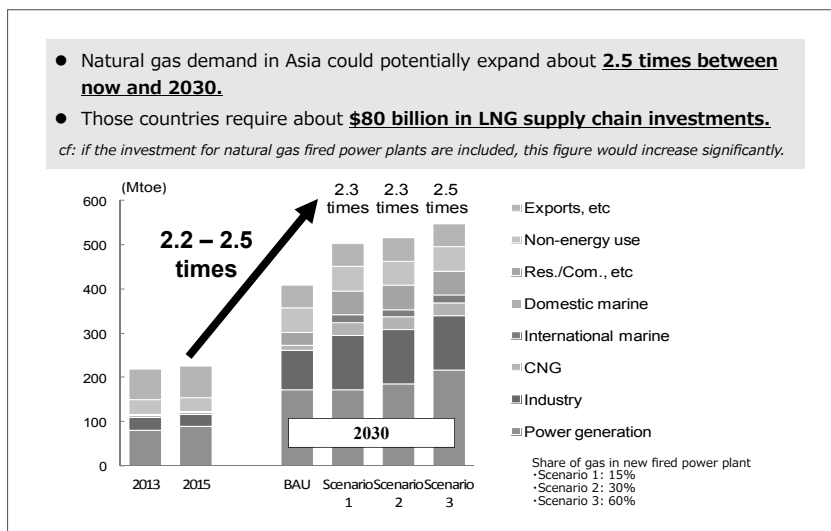 ● Natural gas demand in Asia could potentially expand about 2.5 times between
now and 2030.
● Those countries require about $80 billion in LNG supply chain investments.
cf: if the investment for natural gas fired power plants are included, this figure would increase significantly.
(Mtoe)
600
500
400
300
200
100
0
2.2 – 2.5
times
2.3
times
2.3
times
2.5
times
2030
2013
2015
BAU
Scenario
1
Scenario
2
Scenario
3
Exports, etc
Non-energy use
Res./Com., etc
Domestic marine
International marine
CNG
Industry
Power generation
Share of gas in new fired power plant
・Scenario 1: 15%
・Scenario 2: 30%
・Scenario 3: 60%